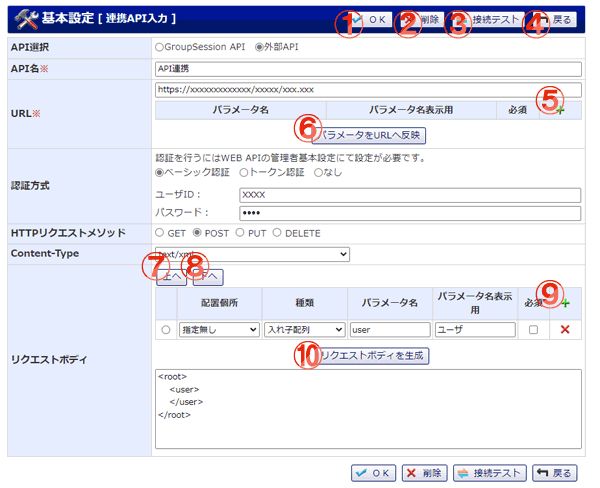 基本設定 [ 連携API入力 ]
① OK ② 削除 ③ 接続テスト ④ 戻る
API選択 GroupSession API 外部API
API名※ API連携
URL※ https://xxxxxxxxxxxxx/xxxxx/xxx.xxx
パラメータ名 パラメータ名表示用 必須 ⑤
⑥ パラメータをURLへ反映
認証方式 認証を行うにはWEB APIの管理者基本設定にて設定が必要です。
ベーシック認証 トークン認証 なし
ユーザID： XXXX
パスワード： ••••
HTTPリクエストメソッド GET POST PUT DELETE
Content-Type text/xml
⑦ 上へ ⑧ 下へ
配置個所 種類 パラメータ名 パラメータ名表示用 必須 ⑨
指定無し 入れ子配列 user ユーザ
⑩ リクエストボディを生成
リクエストボディ
<root>
<user>
</user>
</root>
OK 削除 接続テスト 戻る